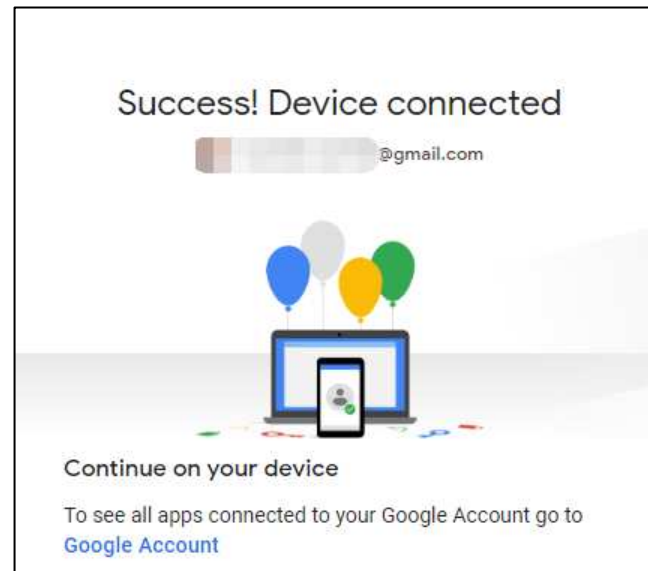 Success! Device connected
@gmail.com
Continue on your device
To see all apps connected to your Google Account go to
Google Account